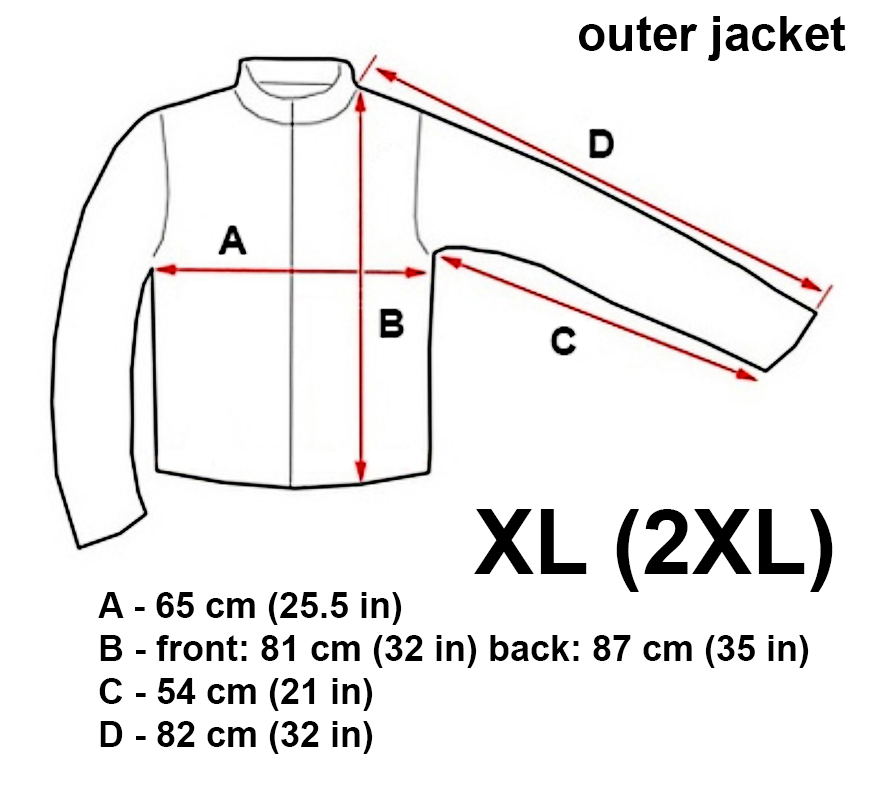 outer jacket
D
A
B
C
XL (2XL)
A - 65 cm (25.5 in)
B - front: 81 cm (32 in) back: 87 cm (35 in)
C - 54 cm (21 in)
D - 82 cm (32 in)